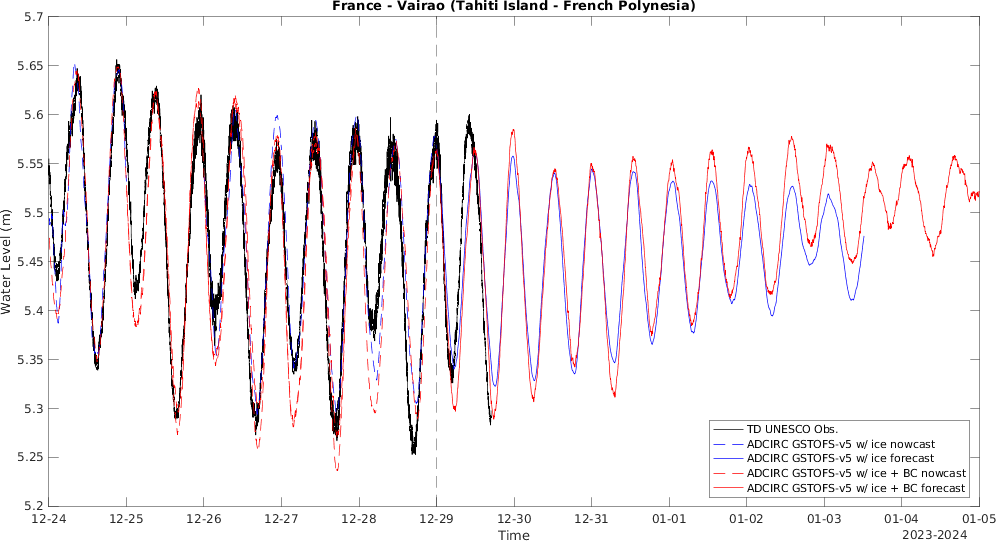 France - Vairao (Tahiti Island - French Polynesia)
5.7
5.65
5.6
5.55
5.5
5.45
5.4
5.35
5.3
5.25
5.2
Water Level (m)
TD UNESCO Obs.
ADCIRC GSTOFS-v5 w/ ice nowcast
ADCIRC GSTOFS-v5 w/ ice forecast
ADCIRC GSTOFS-v5 w/ ice + BC nowcast
ADCIRC GSTOFS-v5 w/ ice + BC forecast
12-24 12-25 12-26 12-27 12-28 12-29 12-30 12-31 01-01 01-02 01-03 01-04 01-05
Time
2023-2024